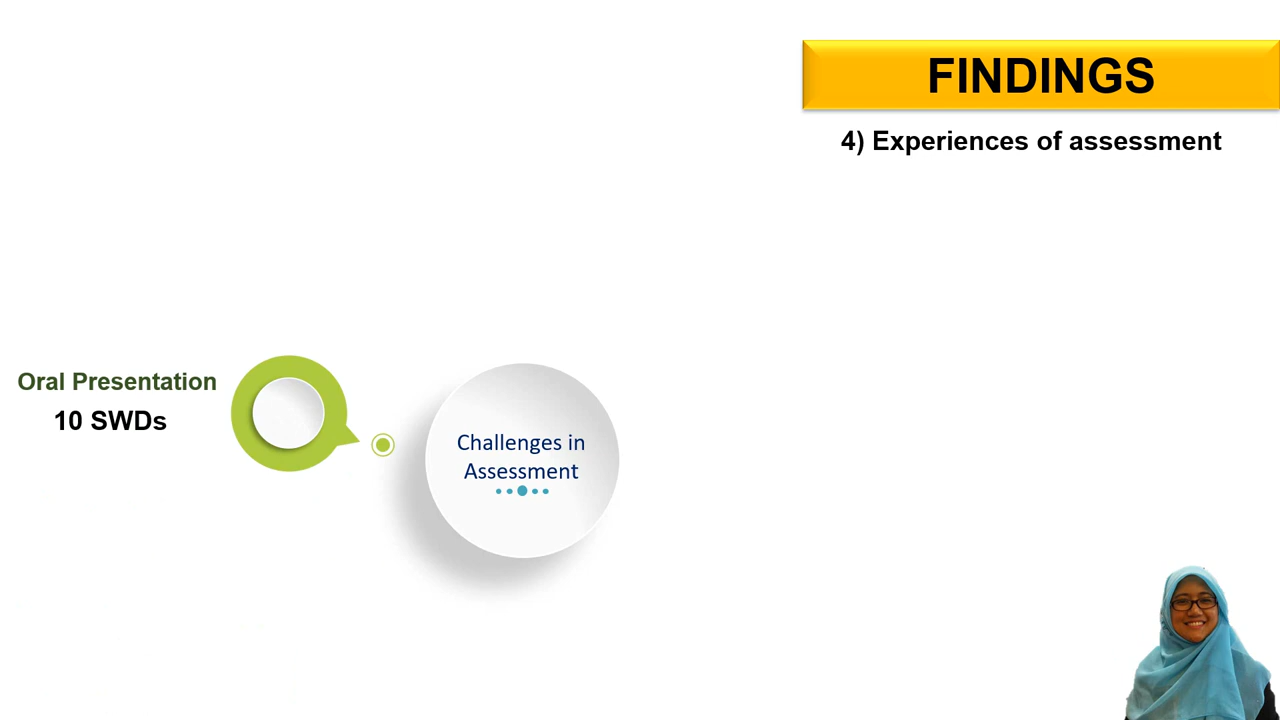 FINDINGS
4) Experiences of assessment
Oral Presentation
10 SWDs
Challenges in
Assessment